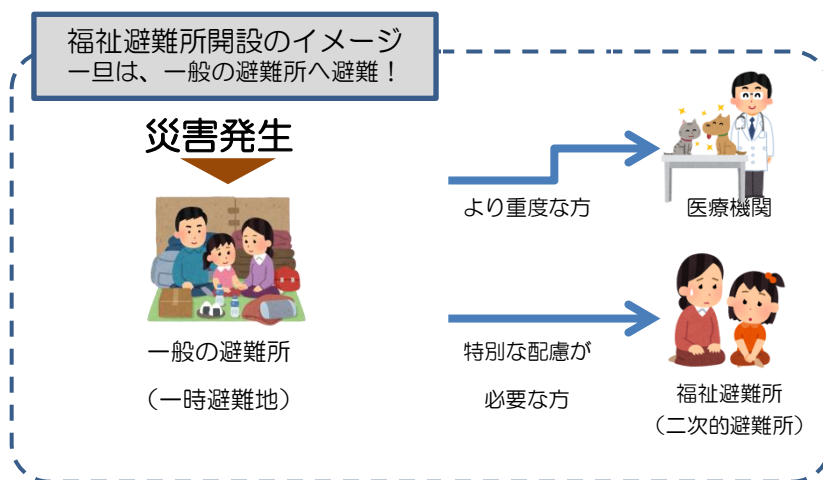 福祉避難所開設のイメージ
一旦は、一般の避難所へ避難！
災害発生
より重度な方
医療機関
一般の避難所
（一時避難地）
特別な配慮が
必要な方
福祉避難所
（二次的避難所）